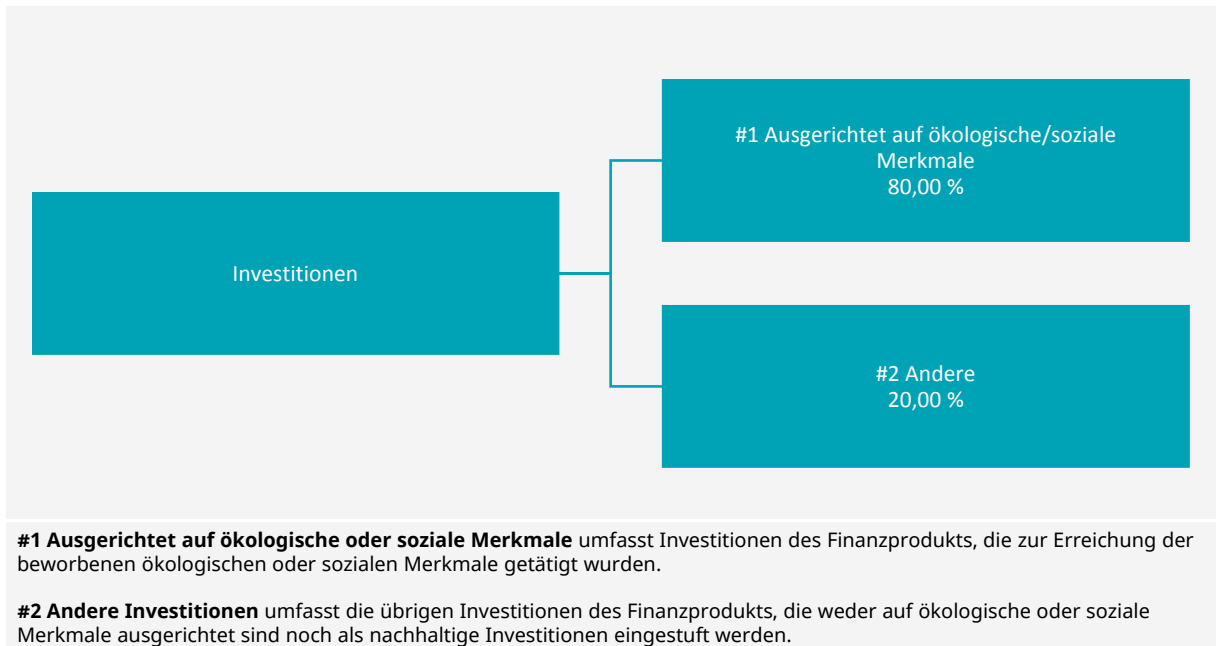 #1 Ausgerichtet auf ökologische/soziale
Merkmale
80,00 %
Investitionen
#2 Andere
20,00 %
#1 Ausgerichtet auf ökologische oder soziale Merkmale umfasst Investitionen des Finanzprodukts, die zur Erreichung der
beworbenen ökologischen oder sozialen Merkmale getätigt wurden.
#2 Andere Investitionen umfasst die übrigen Investitionen des Finanzprodukts, die weder auf ökologische oder soziale
Merkmale ausgerichtet sind noch als nachhaltige Investitionen eingestuft werden.